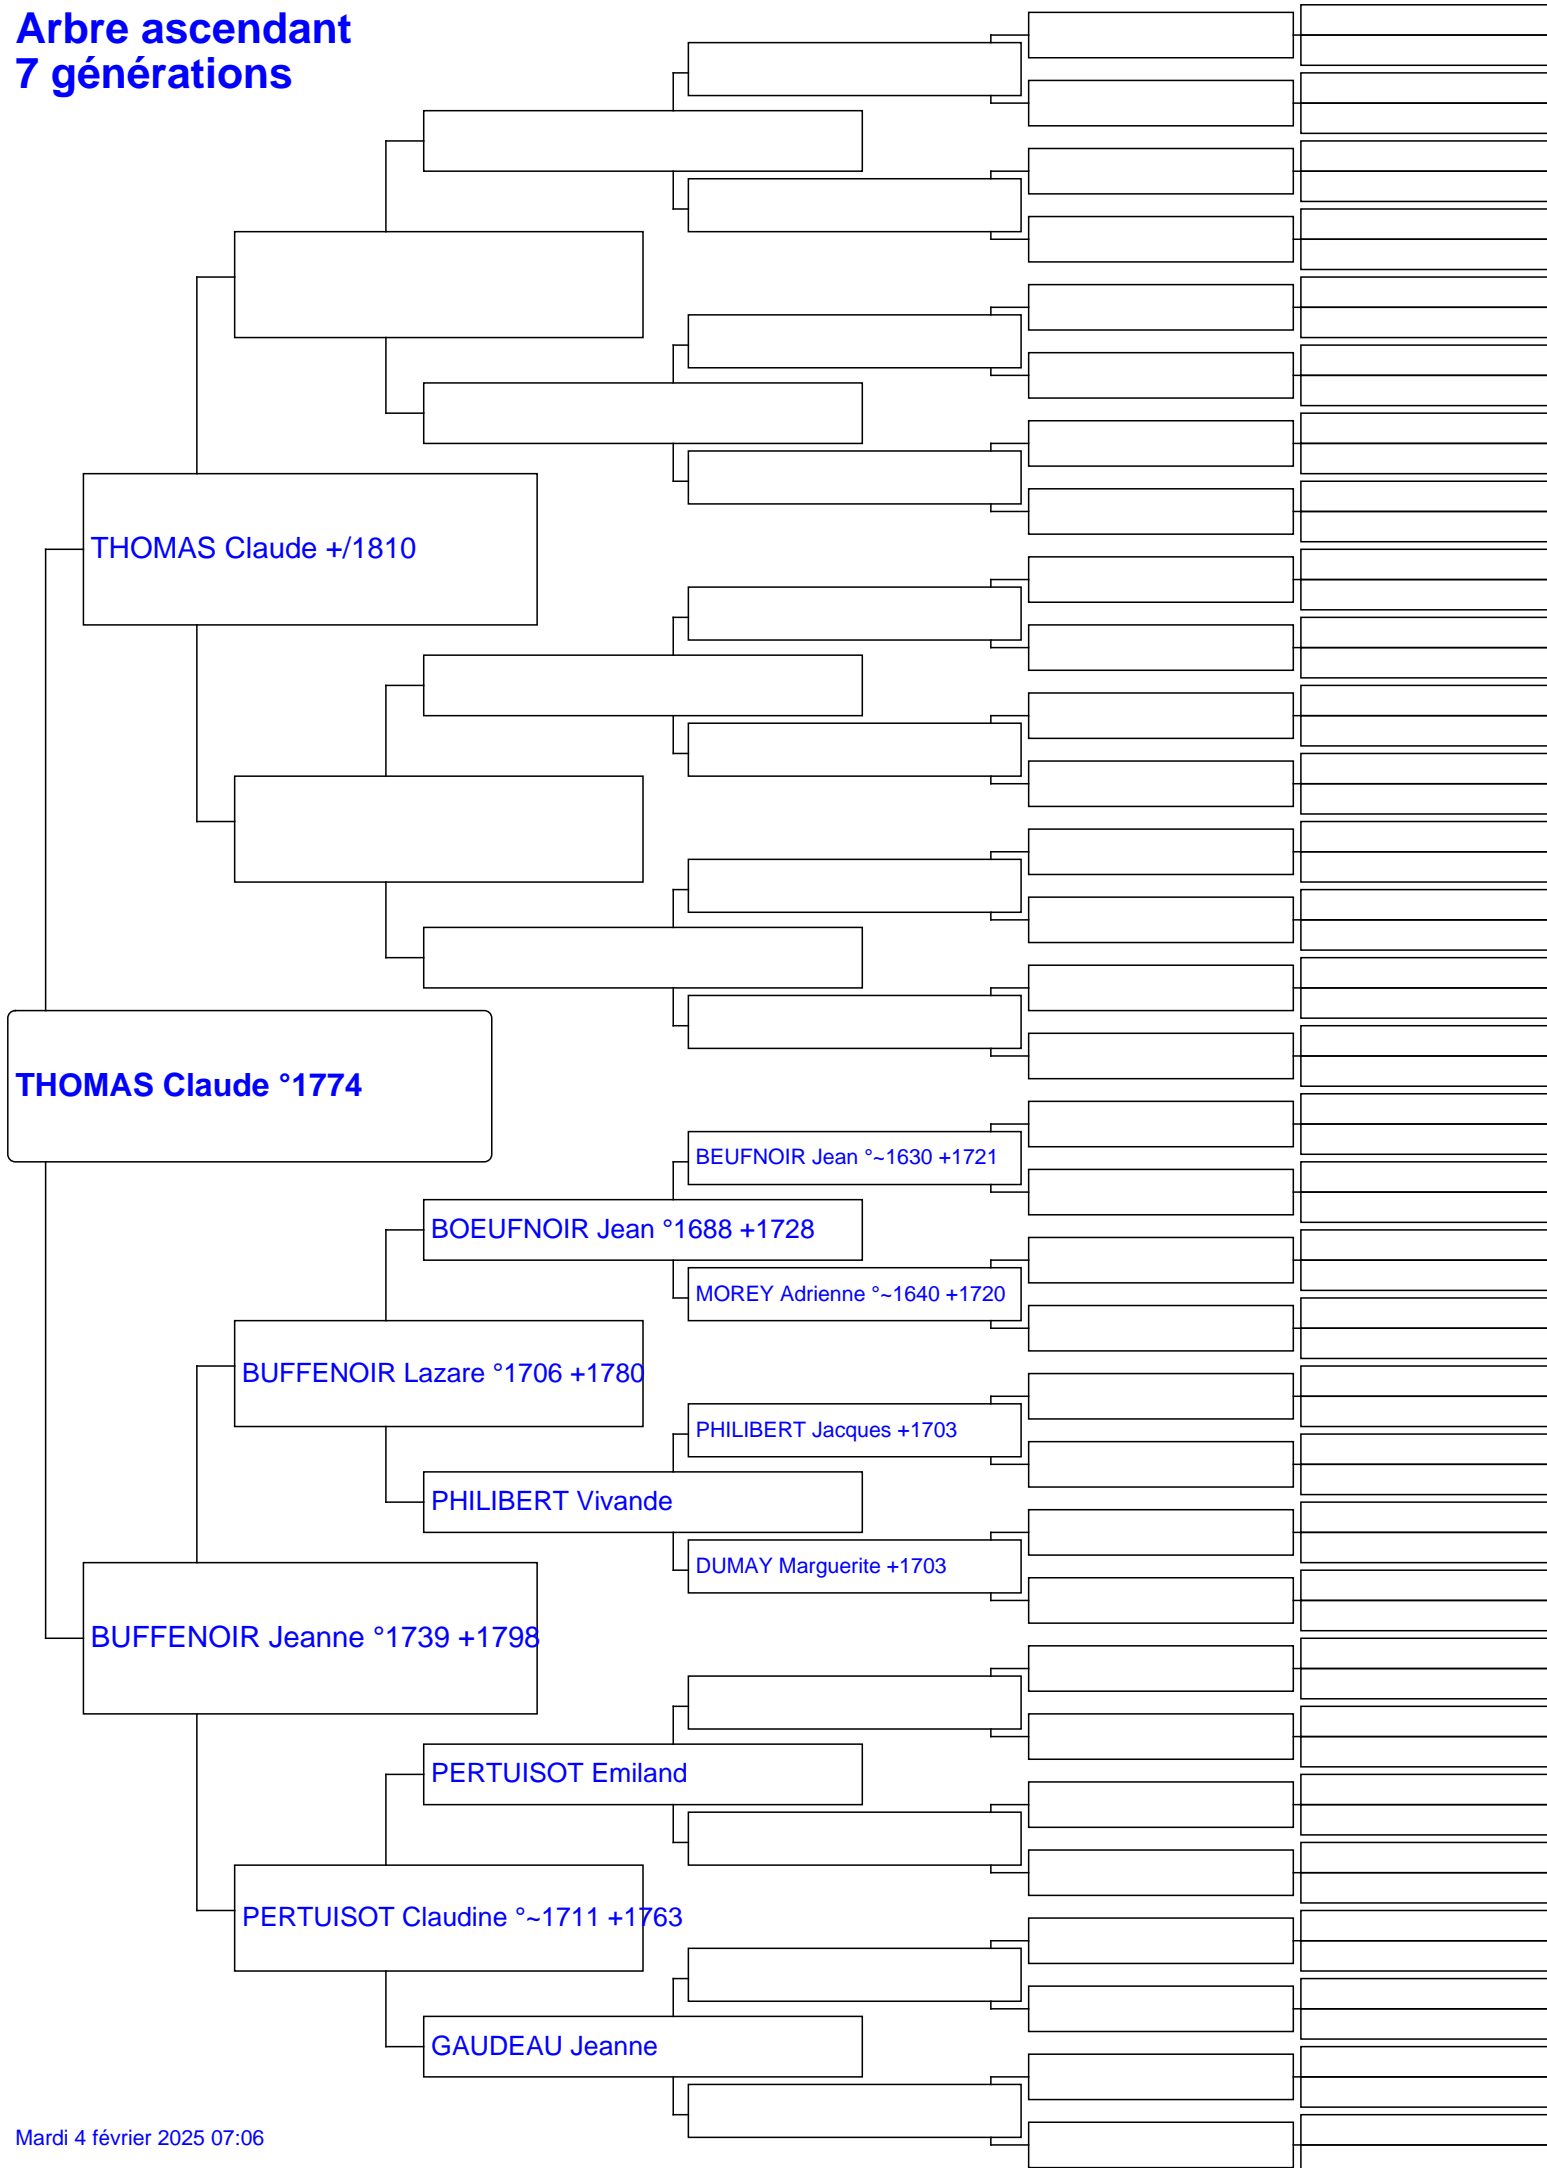 Arbre ascendant
7 générations
THOMAS Claude +/1810
THOMAS Claude °1774
BEUFNOIR Jean °~1630 +1721
BOEUFNOIR Jean °1688 +1728
MOREY Adrienne °~1640 +1720
BUFFENOIR Lazare °1706 +1780
PHILIBERT Jacques +1703
PHILIBERT Vivande
DUMAY Marguerite +1703
BUFFENOIR Jeanne °1739 +1798
PERTUISOT Emiland
PERTUISOT Claudine °~1711 +1763
GAUDEAU Jeanne
Mardi 4 février 2025 07:06